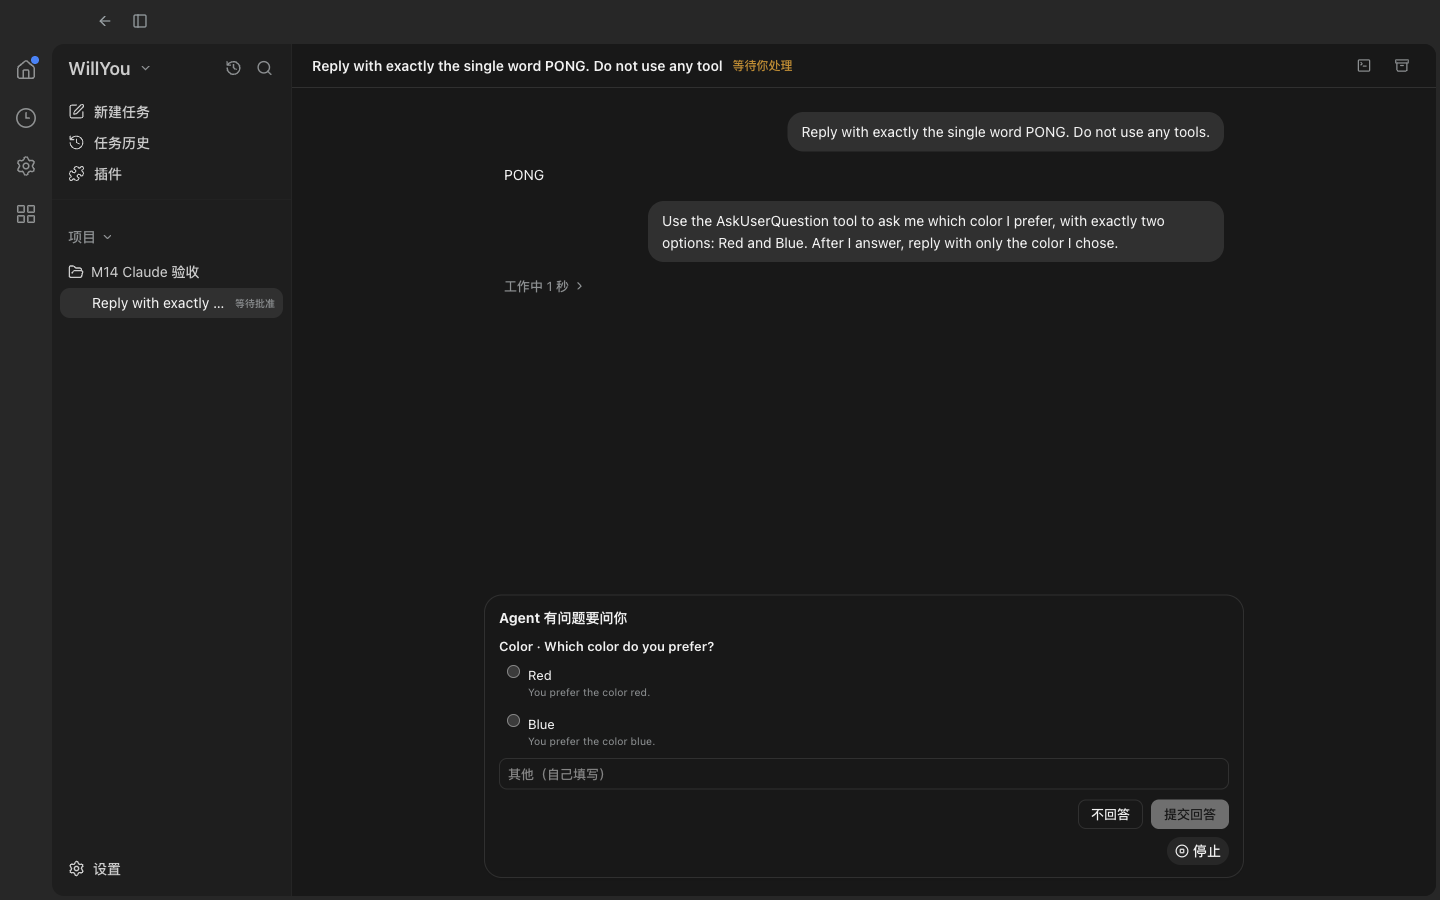 WillYou
新建任务
任务历史
插件
项目
M14 Claude 验收
Reply with exactly ... 等待批准
设置
Reply with exactly the single word PONG. Do not use any tool 等待你处理
Reply with exactly the single word PONG. Do not use any tools.
PONG
Use the AskUserQuestion tool to ask me which color I prefer, with exactly two
options: Red and Blue. After I answer, reply with only the color I chose.
工作中 1 秒
Agent 有问题要问你
Color · Which color do you prefer?
Red
You prefer the color red.
Blue
You prefer the color blue.
其他（自己填写）
不回答 提交回答
停止